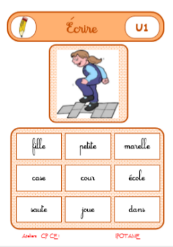 Écrire U1
fille petite marelle
case cour école
saute joue dans